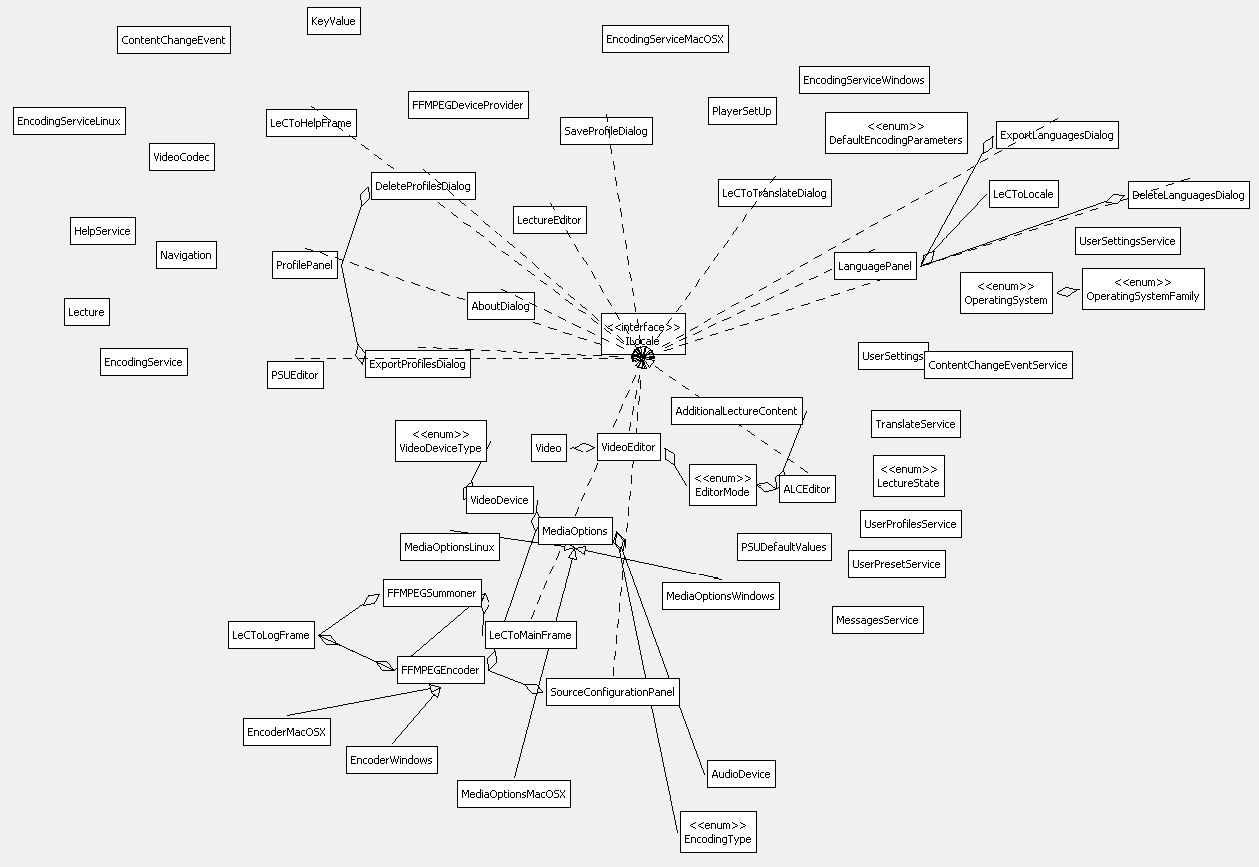 KeyValue
ContentChangeEvent
EncodingServiceMacOSX
EncodingServiceWindows
FFMPEGDeviceProvider
PlayerSetUp
EncodingServiceLinux
LeCToHelpFrame
SaveProfileDialog
<<enum>>
DefaultEncodingParameters
ExportLanguagesDialog
VideoCodec
DeleteProfilesDialog
LeCToTranslateDialog
LeCToLocale
DeleteLanguagesDialog
LectureEditor
HelpService
UserSettingsService
Navigation
ProfilePanel
LanguagePanel
<<enum>>
OperatingSystem
<<enum>>
OperatingSystemFamily
AboutDialog
Lecture
<<interface>>
ILocale
EncodingService
ExportProfilesDialog
UserSettings
ContentChangeEventService
PSUEditor
AdditionalLectureContent
TranslateService
<<enum>>
VideoDeviceType
Video
VideoEditor
<<enum>>
EditorMode
ALCEditor
<<enum>>
LectureState
VideoDevice
UserProfilesService
MediaOptions
MediaOptionsLinux
PSUDefaultValues
UserPresetService
FFMPEGSummoner
MediaOptionsWindows
MessagesService
LeCToLogFrame
LeCToMainFrame
FFMPEGEncoder
SourceConfigurationPanel
EncoderMacOSX
EncoderWindows
AudioDevice
MediaOptionsMacOSX
<<enum>>
EncodingType